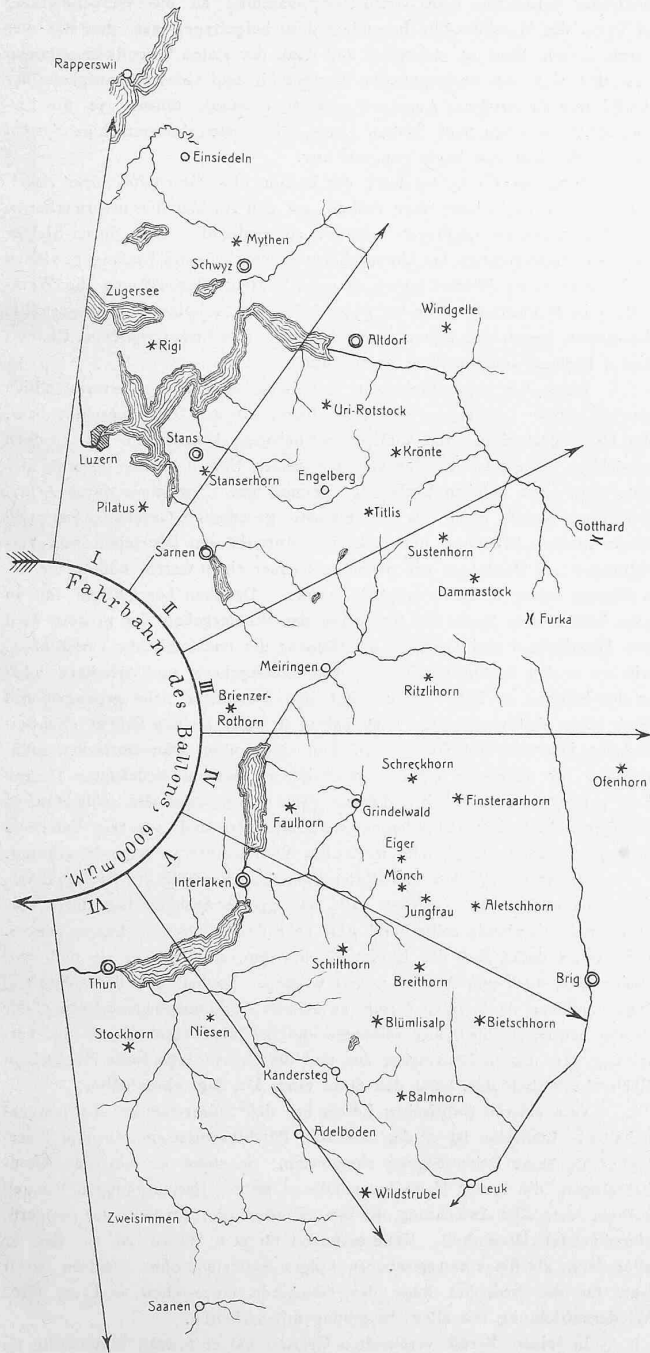 Rapperswil
Einsiedeln
Mythen
Schwyz
Zugersee
Windgelle
Altdorf
Rigi
Uri-Rotstock
Luzern
Stans
Krönte
Stanserhorn
Engelberg
Pilatus
Titlis
Gotthard
Sarnen
Sustenhorn
I
Dammastock
II
Fahrbahn des Ballons, 6000 m ü. M.
Furka
III
Meiringen
Ritzlihorn
Brienzer-
Rothorn
IV
Schreckhorn
Ofenhorn
Finsteraarhorn
Faulhorn
Grindelwald
V
Eiger
Mönch
Interlaken
Jungfrau
Aletschhorn
VI
Schilthorn
Breithorn
Thun
Brig
Niesen
Blümlisalp
Bietschhorn
Stockhorn
Kandersteg
Balmhorn
Adelboden
Wildstrubel
Leuk
Zweisimmen
Saanen